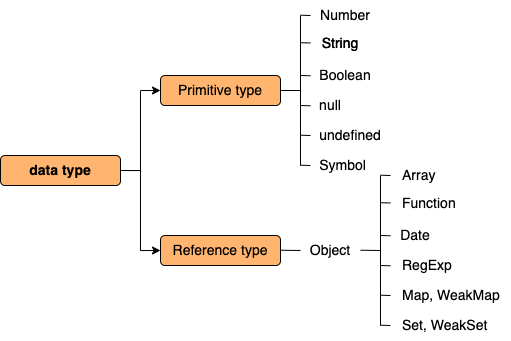 Number
String
Boolean
null
undefined
Symbol
Primitive type
data type
Reference type
Object
Array
Function
Date
RegExp
Map, WeakMap
Set, WeakSet